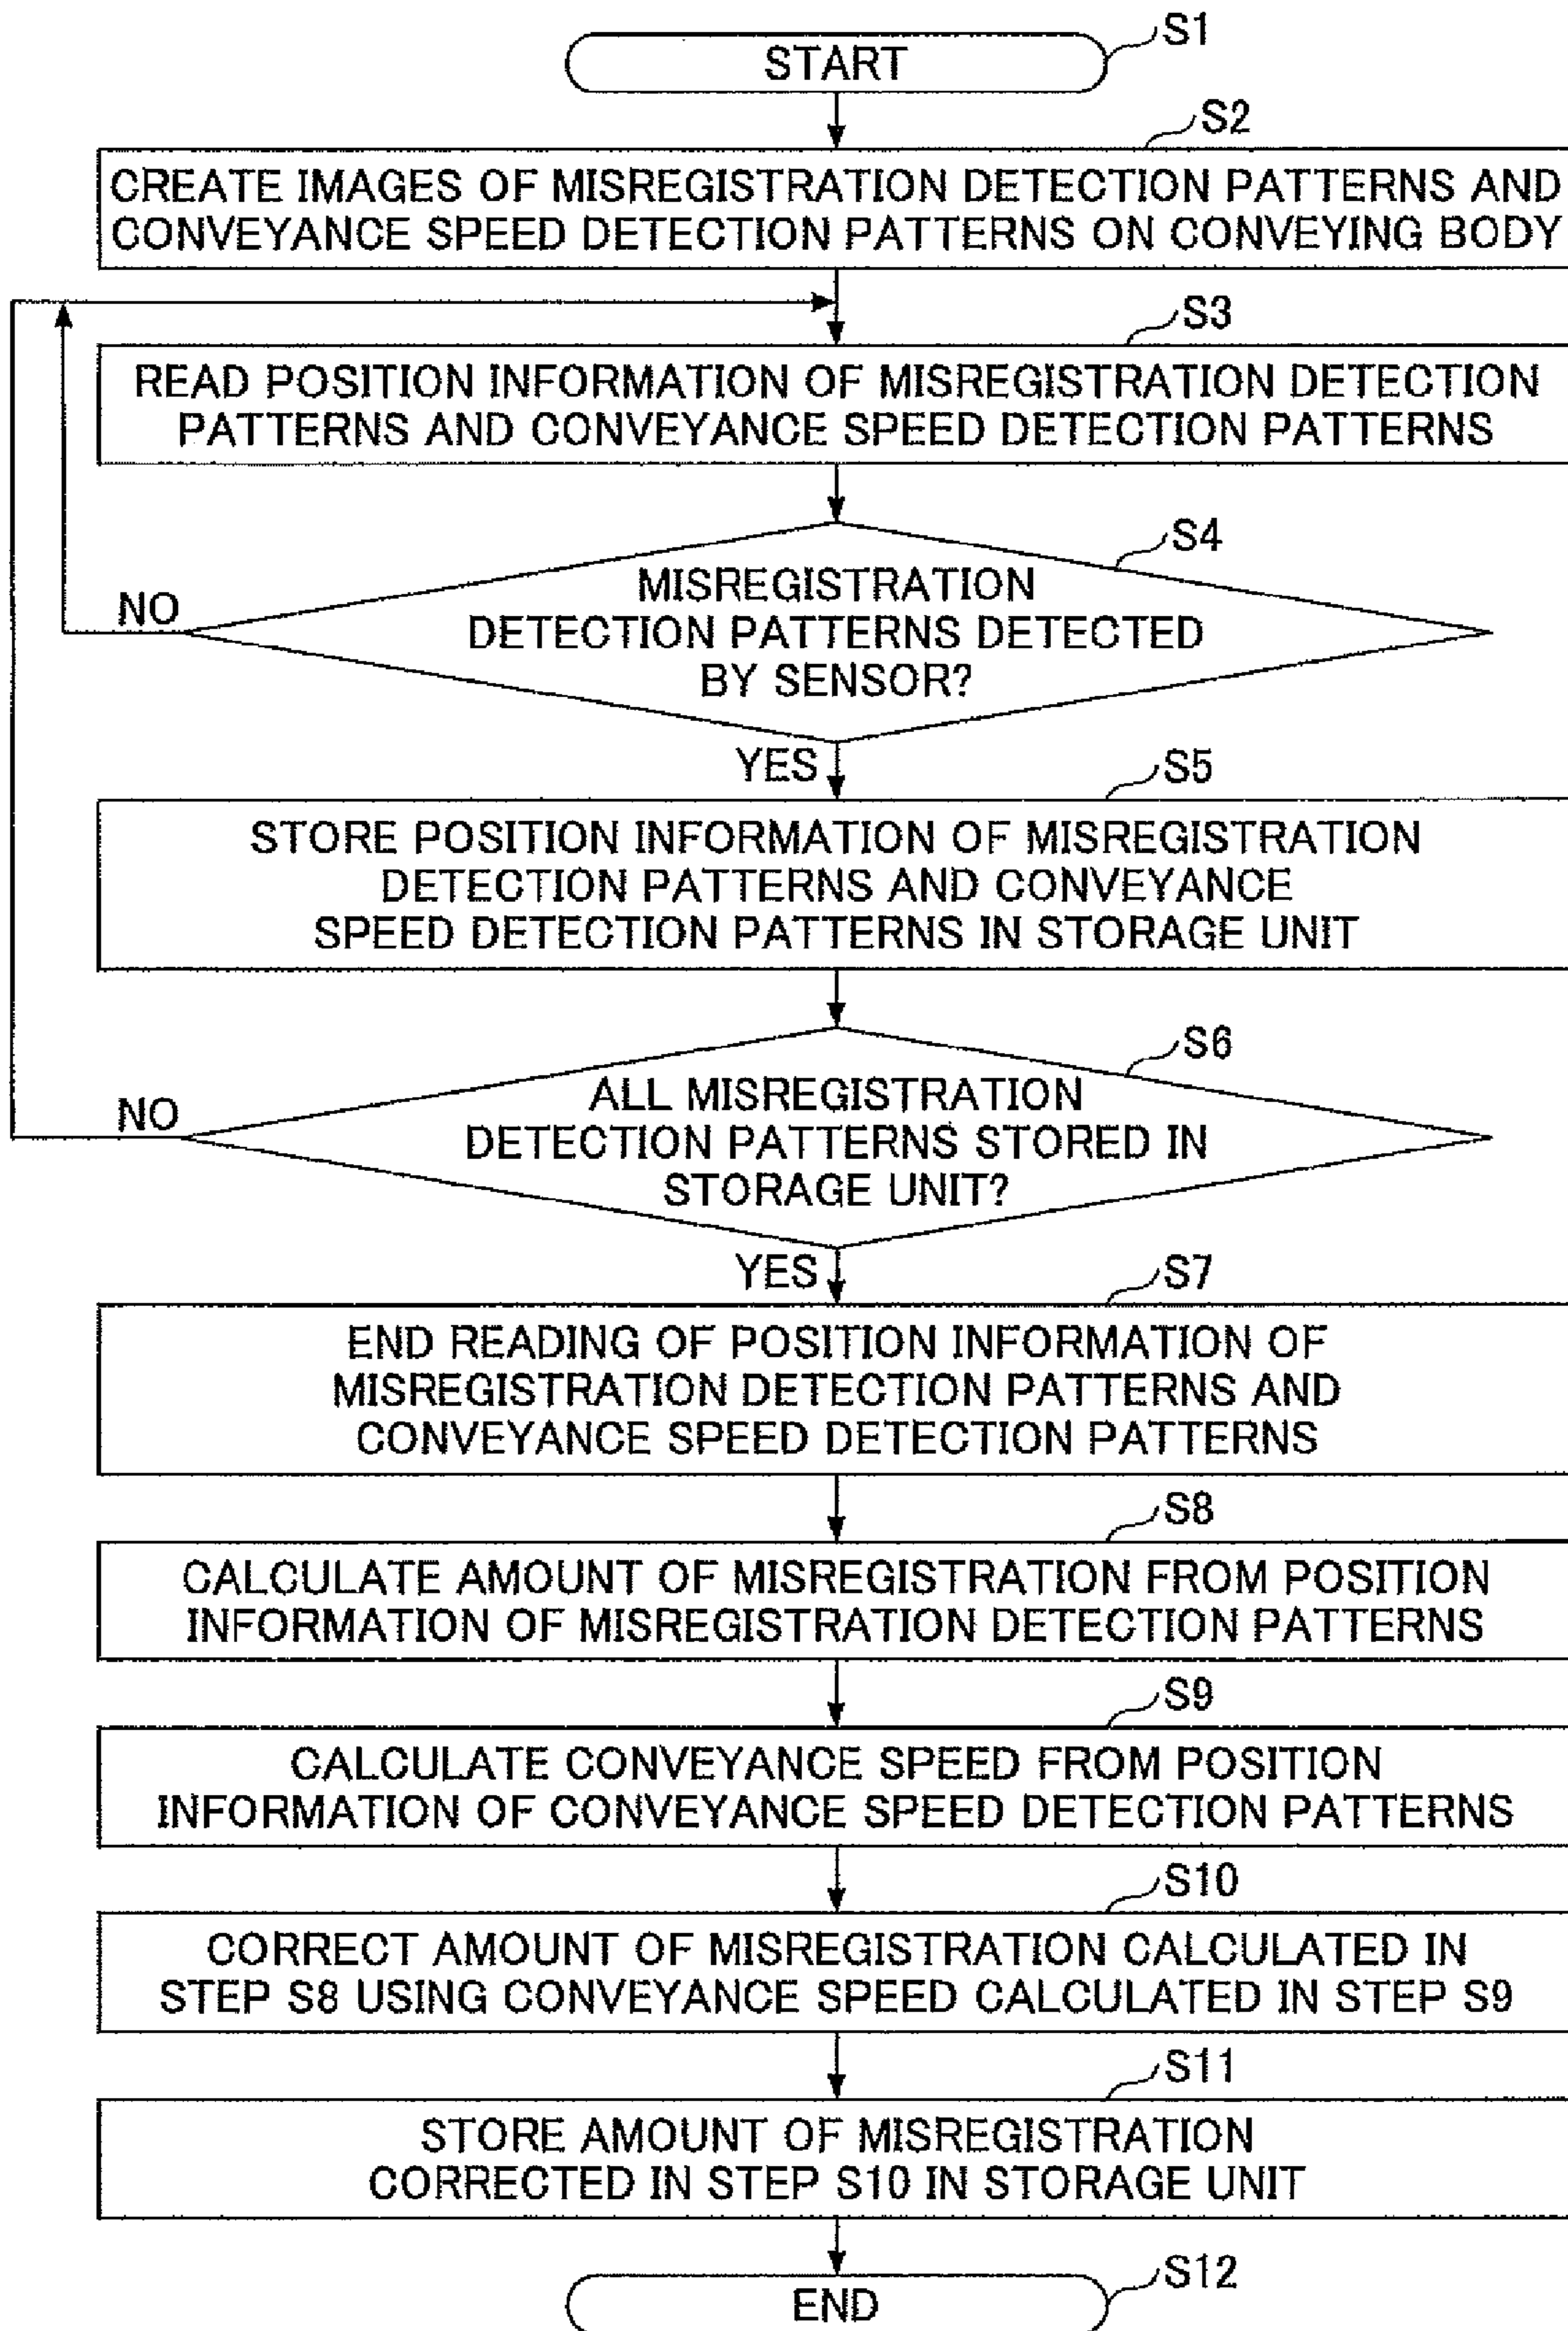 S1
START
S2
CREATE IMAGES OF MISREGISTRATION DETECTION PATTERNS AND
CONVEYANCE SPEED DETECTION PATTERNS ON CONVEYING BODY
S3
READ POSITION INFORMATION OF MISREGISTRATION DETECTION
PATTERNS AND CONVEYANCE SPEED DETECTION PATTERNS
S4
MISREGISTRATION
DETECTION PATTERNS DETECTED
BY SENSOR?
NO
YES
S5
STORE POSITION INFORMATION OF MISREGISTRATION
DETECTION PATTERNS AND CONVEYANCE
SPEED DETECTION PATTERNS IN STORAGE UNIT
S6
ALL MISREGISTRATION
DETECTION PATTERNS STORED IN
STORAGE UNIT?
NO
YES
S7
END READING OF POSITION INFORMATION OF
MISREGISTRATION DETECTION PATTERNS AND
CONVEYANCE SPEED DETECTION PATTERNS
S8
CALCULATE AMOUNT OF MISREGISTRATION FROM POSITION
INFORMATION OF MISREGISTRATION DETECTION PATTERNS
S9
CALCULATE CONVEYANCE SPEED FROM POSITION
INFORMATION OF CONVEYANCE SPEED DETECTION PATTERNS
S10
CORRECT AMOUNT OF MISREGISTRATION CALCULATED IN
STEP S8 USING CONVEYANCE SPEED CALCULATED IN STEP S9
S11
STORE AMOUNT OF MISREGISTRATION
CORRECTED IN STEP S10 IN STORAGE UNIT
S12
END